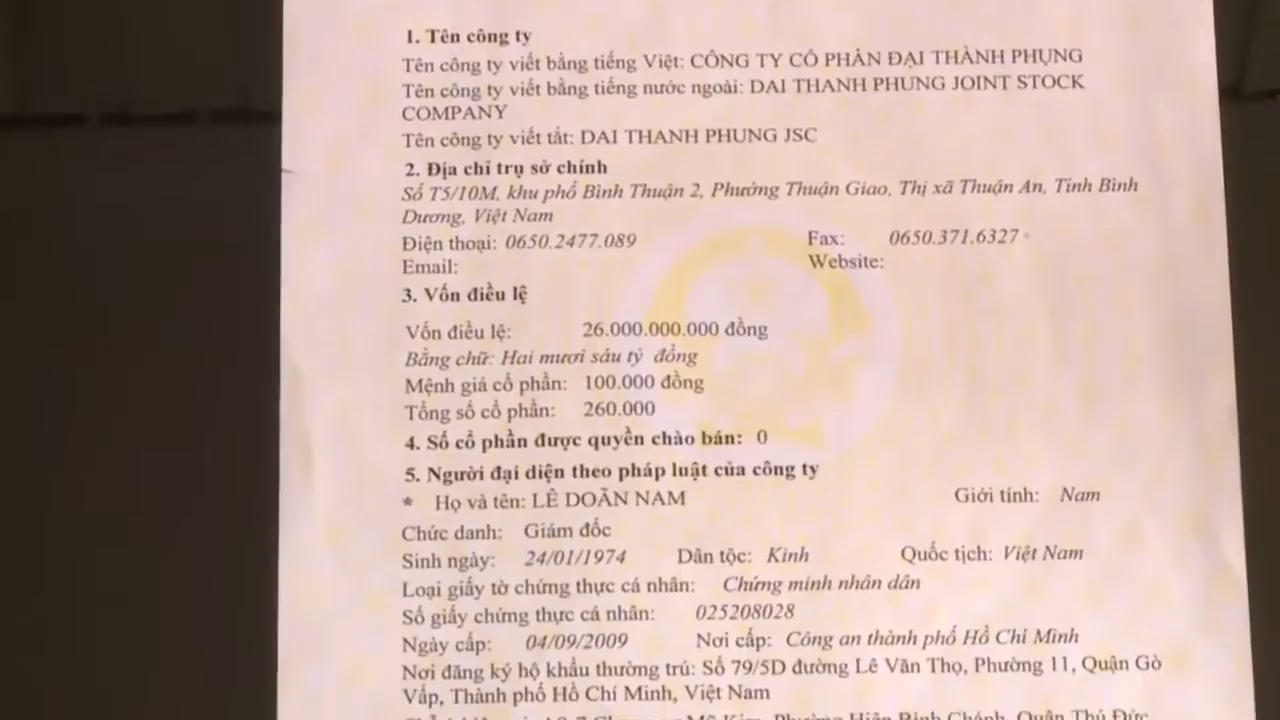 1. Tên công ty
Tên công ty viết bằng tiếng Việt: CÔNG TY CỔ PHẦN ĐẠI THÀNH PHỤNG
Tên công ty viết bằng tiếng nước ngoài: DAI THANH PHUNG JOINT STOCK
COMPANY
Tên công ty viết tắt: DAI THANH PHUNG JSC
2. Địa chỉ trụ sở chính
Số T5/10M, khu phố Bình Thuận 2, Phường Thuận Giao, Thị xã Thuận An, Tỉnh Bình
Dương, Việt Nam
Điện thoại: 0650.2477.089 Fax: 0650.371.6327
Email: Website:
3. Vốn điều lệ
Vốn điều lệ: 26.000.000.000 đồng
Bằng chữ: Hai mươi sáu tỷ đồng
Mệnh giá cổ phần: 100.000 đồng
Tổng số cổ phần: 260.000
4. Số cổ phần được quyền chào bán: 0
5. Người đại diện theo pháp luật của công ty
* Họ và tên: LÊ DOÃN NAM Giới tính: Nam
Chức danh: Giám đốc
Sinh ngày: 24/01/1974 Dân tộc: Kinh Quốc tịch: Việt Nam
Loại giấy tờ chứng thực cá nhân: Chứng minh nhân dân
Số giấy chứng thực cá nhân: 025208028
Ngày cấp: 04/09/2009 Nơi cấp: Công an thành phố Hồ Chí Minh
Nơi đăng ký hộ khẩu thường trú: Số 79/5D đường Lê Văn Thọ, Phường 11, Quận Gò
Vấp, Thành phố Hồ Chí Minh, Việt Nam
Phường Hiệp Bình Chánh, Quận Thủ Đức